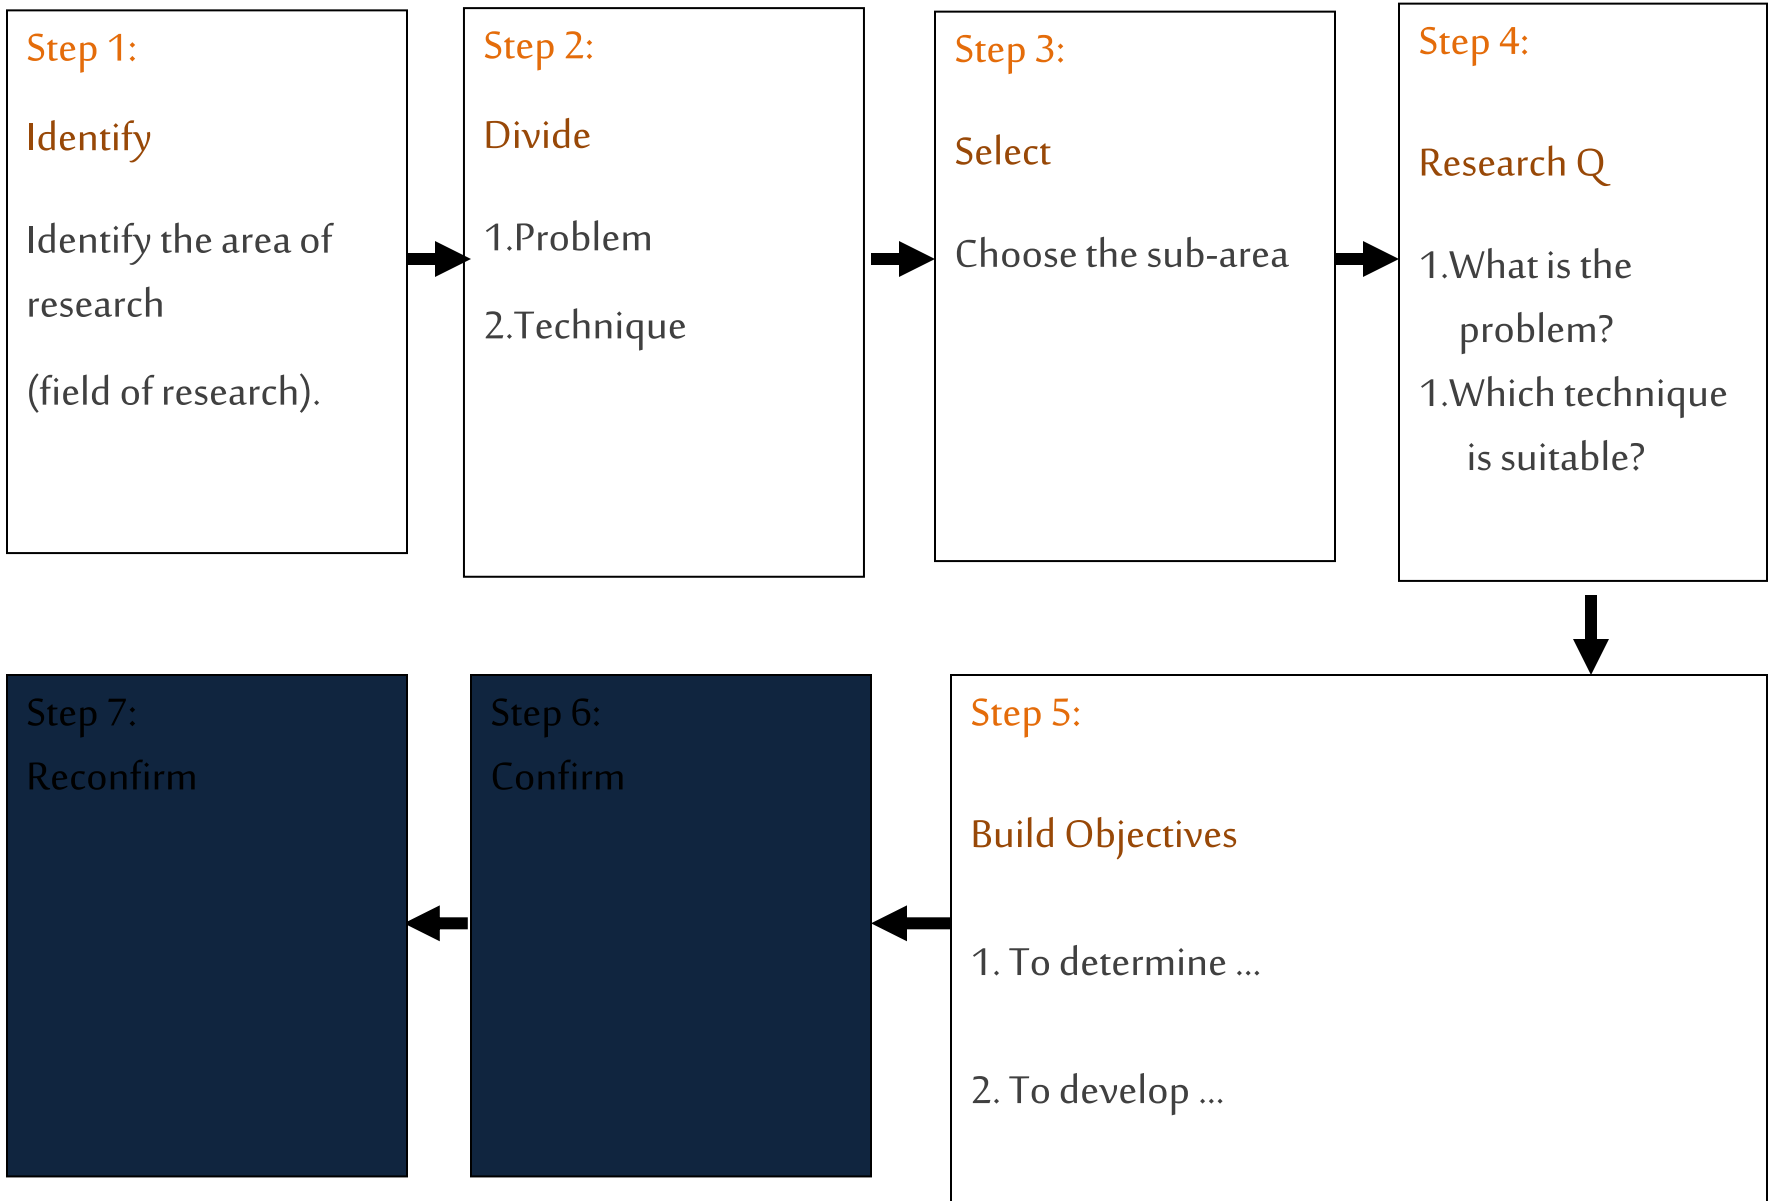 Step 1:
Identify
Identify the area of
research
(field of research).
Step 2:
Divide
1.Problem
2.Technique
Step 3:
Select
Choose the sub-area
Step 4:
Research Q
1.What is the
problem?
1.Which technique
is suitable?
Step 5:
Build Objectives
1. To determine ...
2. To develop ...
Step 6:
Confirm
Step 7:
Reconfirm